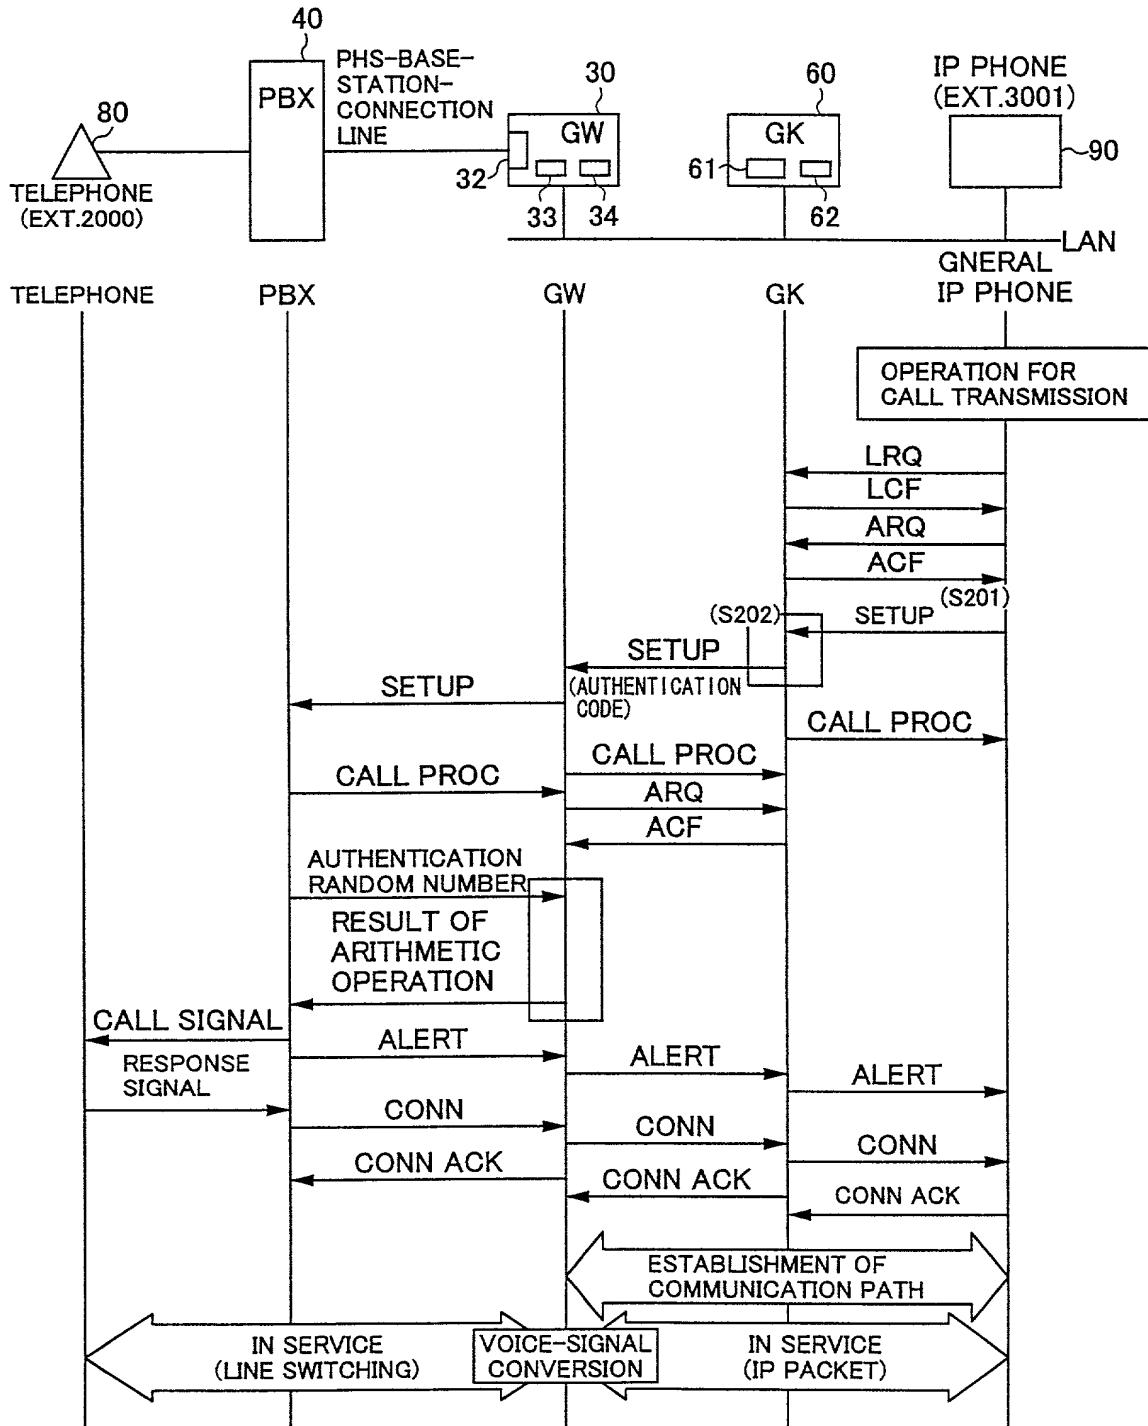 40
PBX
PHS-BASE-
STATION-
CONNECTION
LINE
80
TELEPHONE
(EXT.2000)
30
GW
32
33
34
60
GK
61
62
IP PHONE
(EXT.3001)
90
LAN
TELEPHONE
PBX
GW
GK
GNERAL
IP PHONE
OPERATION FOR
CALL TRANSMISSION
LRQ
LCF
ARQ
ACF
(S201)
(S202)
SETUP
SETUP
(AUTHENTICATION
CODE)
SETUP
CALL PROC
CALL PROC
CALL PROC
ARQ
ACF
AUTHENTICATION
RANDOM NUMBER
RESULT OF
ARITHMETIC
OPERATION
CALL SIGNAL
ALERT
ALERT
ALERT
RESPONSE
SIGNAL
CONN
CONN
CONN
CONN ACK
CONN ACK
CONN ACK
ESTABLISHMENT OF
COMMUNICATION PATH
IN SERVICE
(LINE SWITCHING)
VOICE-SIGNAL
CONVERSION
IN SERVICE
(IP PACKET)